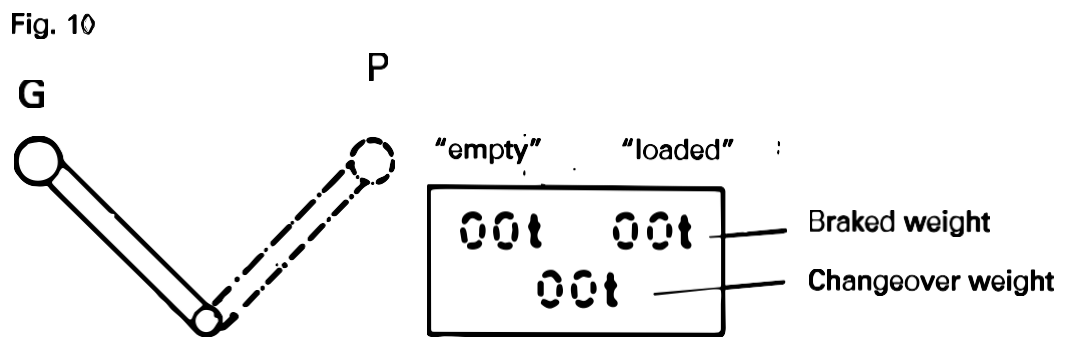 Fig. 10
G
P
"empty" "loaded"
00t 00t
Braked weight
00t
Changeover weight